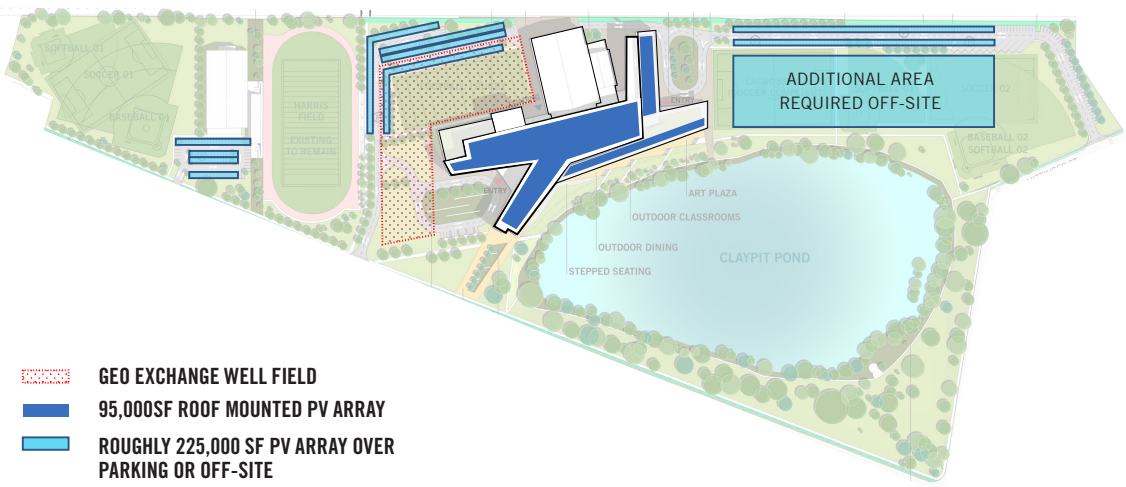 SOFTBALL 01
SOCCER 01
BASEBALL 01
HARRIS
FIELD
EXISTING
TO REMAIN
ENTRY
ENTRY
ADDITIONAL AREA
REQUIRED OFF-SITE
SOCCER 02
BASEBALL 02
SOFTBALL 02
ART PLAZA
OUTDOOR CLASSROOMS
OUTDOOR DINING
STEPPED SEATING
CLAYPIT POND
GEO EXCHANGE WELL FIELD
95,000SF ROOF MOUNTED PV ARRAY
ROUGHLY 225,000 SF PV ARRAY OVER
PARKING OR OFF-SITE